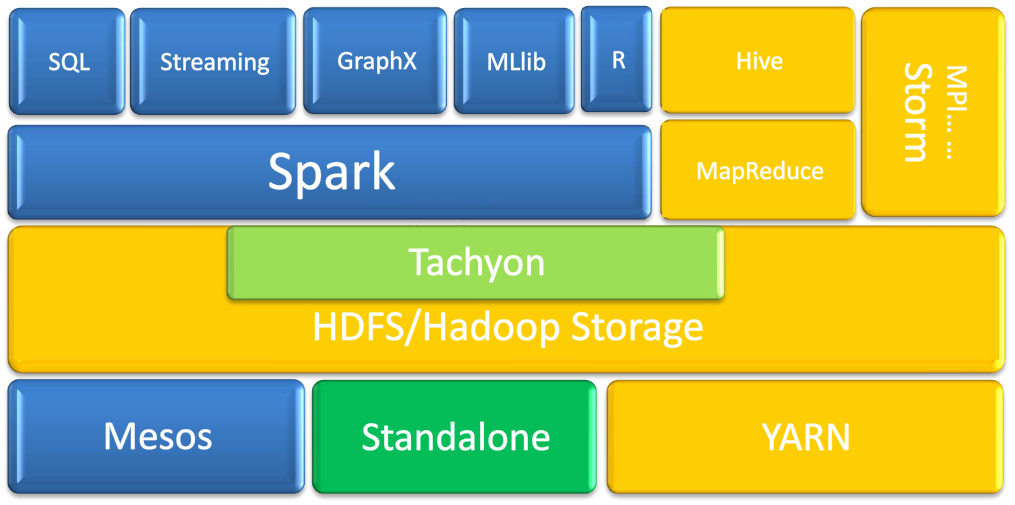 SQL
Streaming
GraphX
MLlib
R
Hive
MPI... ...
Storm
Spark
MapReduce
Tachyon
HDFS/Hadoop Storage
Mesos
Standalone
YARN